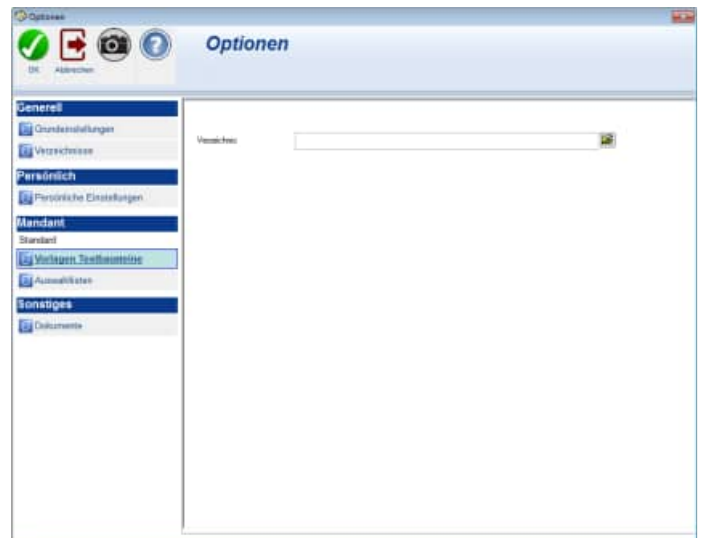 Optionen
OK
Abbrechen
Optionen
Generell
Grundeinstellungen
Verzeichnisse
Persönlich
Persönliche Einstellungen
Mandant
Standard
Vorlagen Textbausteine
Auswahllisten
Sonstiges
Dokumente
Verzeichnis: